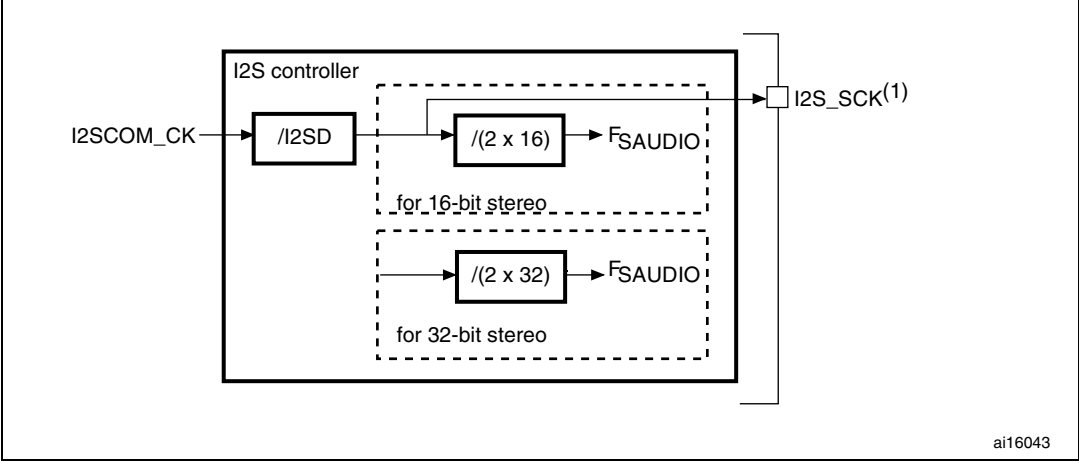 I2S controller
I2S_SCK(1)
I2SCOM_CK
/I2SD
/(2 x 16)
FSAUDIO
for 16-bit stereo
/(2 x 32)
FSAUDIO
for 32-bit stereo
ai16043